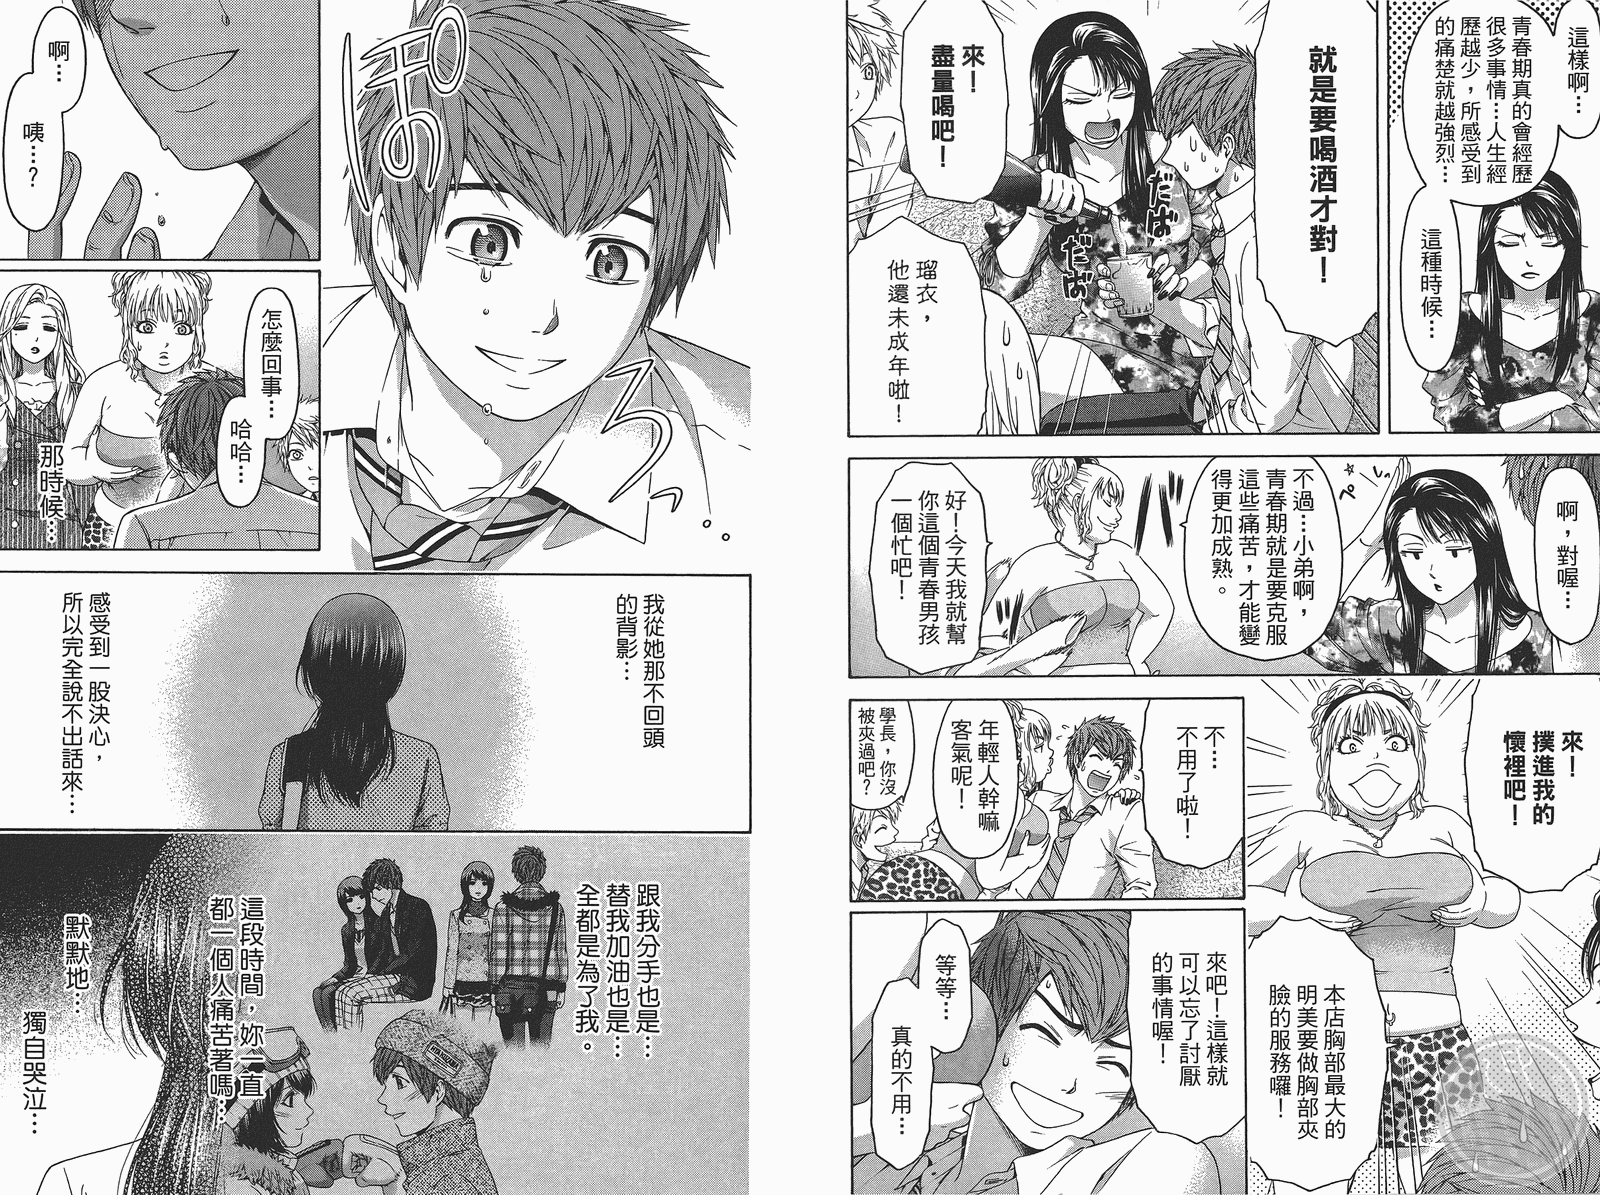 這樣啊…
青春期真的會經歷
很多事情…人生經
歷越少，所感受到
的痛楚就越強烈…
這種時候…
就是要喝酒才對！
來！
盡量喝吧！
だばだば
瑠衣，
他還未成年啦！
啊，對喔…
ペ
不過…小弟啊，
青春期就是要克服
這些痛苦，才能變
得更加成熟。
好！今天我就幫
你這個青春男孩
一個忙吧！
來！
撲進我的
懷裡吧！
本店胸部最大的
明美要做胸部夾
臉的服務囉！
不…
不用了啦！
年輕人幹嘛
客氣呢！
學長，你沒
被夾過吧？
來吧！這樣就
可以忘了討厭
的事情喔！
等等…
真的不用…
ぽろ
ぽろ
啊…
咦…？
怎麼回事…
哈哈…
那時候…
我從她那不回頭
的背影…
感受到一股決心，
所以完全說不出話來…
跟我分手也是…
替我加油也是…
全都是為了我。
這段時間，妳一直
都一個人痛苦著嗎…
默默地…
獨自哭泣…